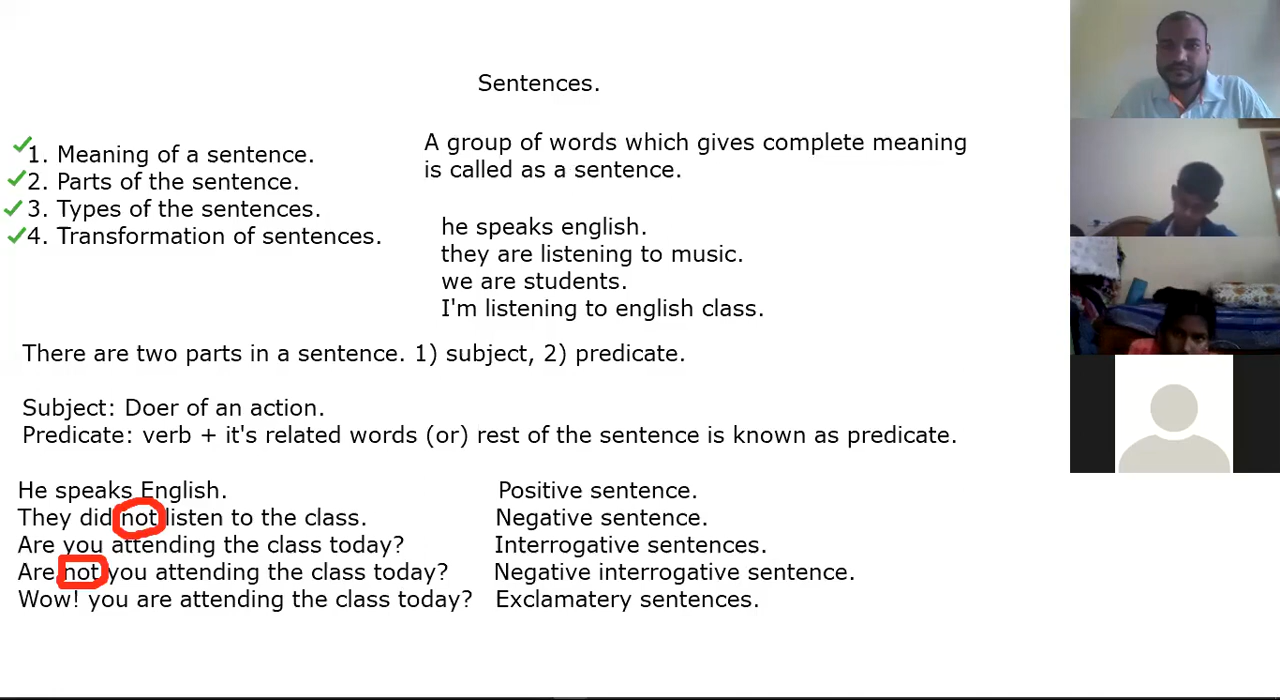 Sentences.
1. Meaning of a sentence.
2. Parts of the sentence.
3. Types of the sentences.
4. Transformation of sentences.
A group of words which gives complete meaning
is called as a sentence.
he speaks english.
they are listening to music.
we are students.
I'm listening to english class.
There are two parts in a sentence. 1) subject, 2) predicate.
Subject: Doer of an action.
Predicate: verb + it's related words (or) rest of the sentence is known as predicate.
He speaks English. Positive sentence.
They did not listen to the class. Negative sentence.
Are you attending the class today? Interrogative sentences.
Are not you attending the class today? Negative interrogative sentence.
Wow! you are attending the class today? Exclamatery sentences.